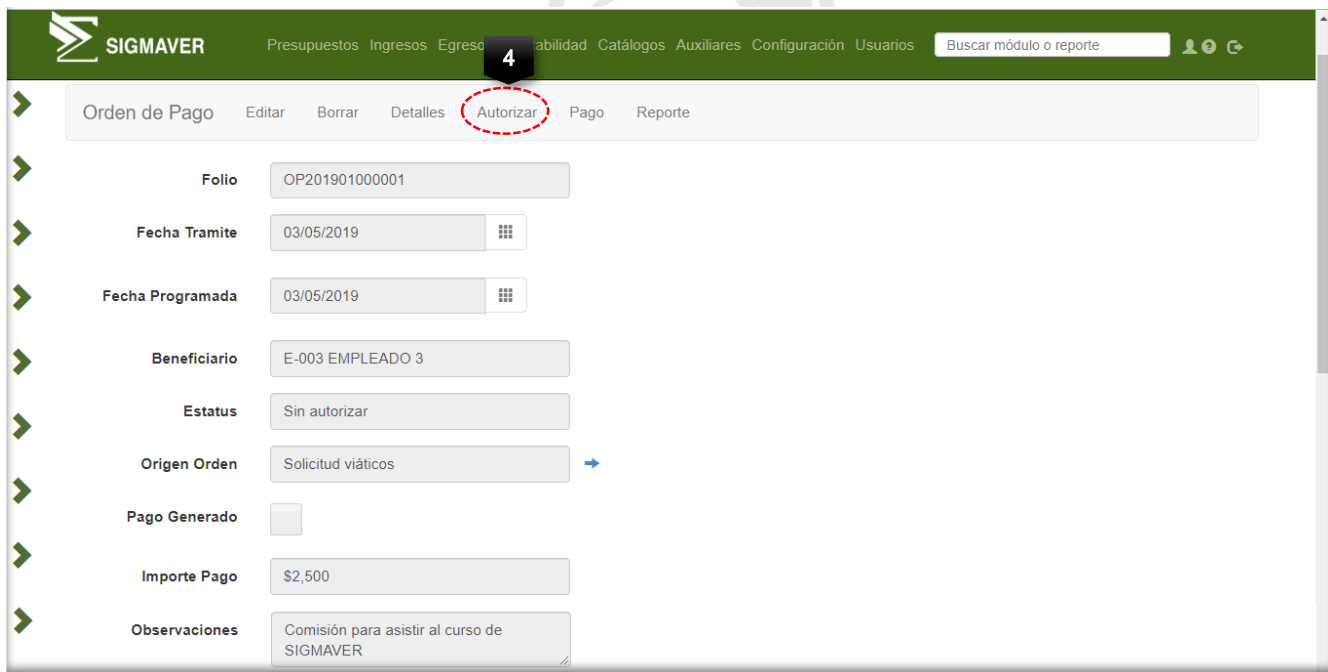 SIGMAVER
Presupuestos Ingresos Egreso abilidad Catálogos Auxiliares Configuración Usuarios
Buscar módulo o reporte
4
Orden de Pago Editar Borrar Detalles Autorizar Pago Reporte
Folio OP201901000001
Fecha Tramite 03/05/2019
Fecha Programada 03/05/2019
Beneficiario E-003 EMPLEADO 3
Estatus Sin autorizar
Origen Orden Solicitud viáticos
Pago Generado
Importe Pago $2,500
Observaciones Comisión para asistir al curso de
SIGMAVER